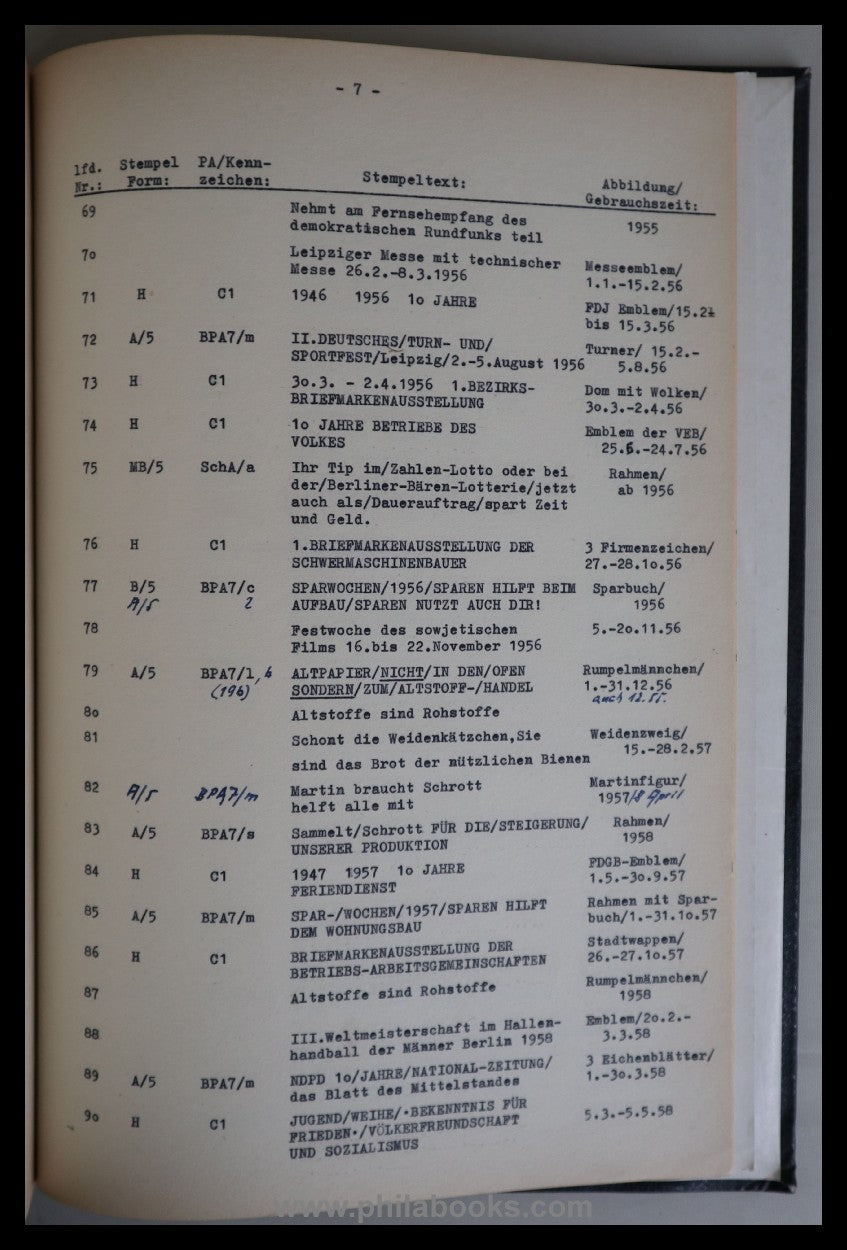 - 7 -
lfd. Stempel PA/Kenn-
Nr.: Form: zeichen: Stempeltext: Abbildung/
Gebrauchszeit:
69 Nehmt am Fernsehempfang des
demokratischen Rundfunks teil 1955
7o Leipziger Messe mit technischer
Messe 26.2.-8.3.1956 Messeemblem/
1.1.-15.2.56
71 H C1 1946 1956 1o JAHRE FDJ Emblem/15.2.
bis 15.3.56
72 A/5 BPA7/m II.DEUTSCHES/TURN- UND/
SPORTFEST/Leipzig/2.-5.August 1956 Turner/ 15.2.-
5.8.56
73 H C1 3o.3. - 2.4.1956 1.BEZIRKS-
BRIEFMARKENAUSSTELLUNG Dom mit Wolken/
3o.3.-2.4.56
74 H C1 1o JAHRE BETRIEBE DES
VOLKES Emblem der VEB/
25.6.-24.7.56
75 MB/5 SchA/a Ihr Tip im/Zahlen-Lotto oder bei
der/Berliner-Bären-Lotterie/jetzt
auch als/Dauerauftrag/spart Zeit
und Geld. Rahmen/
ab 1956
76 H C1 1.BRIEFMARKENAUSSTELLUNG DER
SCHWERMASCHINENBAUER 3 Firmenzeichen/
27.-28.1o.56
77 B/5 BPA7/c SPARWOCHEN/1956/SPAREN HILFT BEIM Sparbuch/
A/5 2 AUFBAU/SPAREN NUTZT AUCH DIR! 1956
78 Festwoche des sowjetischen 5.-2o.11.56
Films 16.bis 22.November 1956
79 A/5 BPA7/l,b ALTPAPIER/NICHT/IN DEN/OFEN Rumpelmännchen/
(196) SONDERN/ZUM/ALTSTOFF-/HANDEL 1.-31.12.56
auch 12.55.
8o Altstoffe sind Rohstoffe
81 Schont die Weidenkätzchen,Sie Weidenzweig/
sind das Brot der nützlichen Bienen 15.-28.2.57
82 A/5 BPA7/m Martin braucht Schrott Martinfigur/
helft alle mit 1957/8 April
83 A/5 BPA7/s Sammelt/Schrott FÜR DIE/STEIGERUNG/ Rahmen/
UNSERER PRODUKTION 1958
84 H C1 1947 1957 1o JAHRE FDGB-Emblem/
FERIENDIENST 1.5.-3o.9.57
85 A/5 BPA7/m SPAR-/WOCHEN/1957/SPAREN HILFT Rahmen mit Spar-
DEM WOHNUNGSBAU buch/1.-31.1o.57
86 H C1 BRIEFMARKENAUSSTELLUNG DER Stadtwappen/
BETRIEBS-ARBEITSGEMEINSCHAFTEN 26.-27.1o.57
87 Altstoffe sind Rohstoffe Rumpelmännchen/
1958
88 III.Weltmeisterschaft im Hallen- Emblem/2o.2.-
handball der Männer Berlin 1958 3.3.58
89 A/5 BPA7/m NDPD 1o/JAHRE/NATIONAL-ZEITUNG/ 3 Eichenblätter/
das Blatt des Mittelstandes 1.-3o.3.58
9o H C1 JUGEND/WEIHE/·BEKENNTNIS FÜR 5.3.-5.5.58
FRIEDEN·/VÖLKERFREUNDSCHAFT
UND SOZIALISMUS
www.philabooks.com